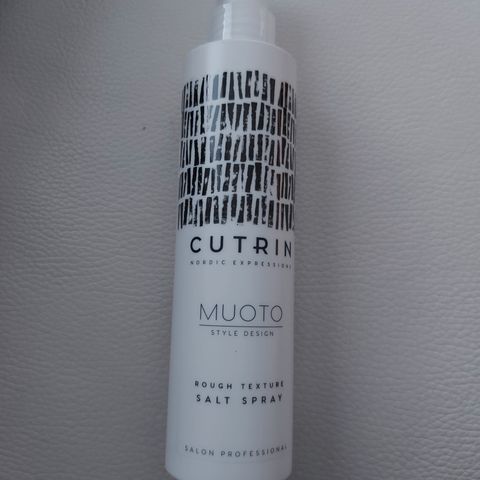 CUTRIN
NORDIC EXPRESSIONS
MUOTO
STYLE DESIGN
ROUGH TEXTURE
SALT SPRAY
SALON PROFESSIONAL